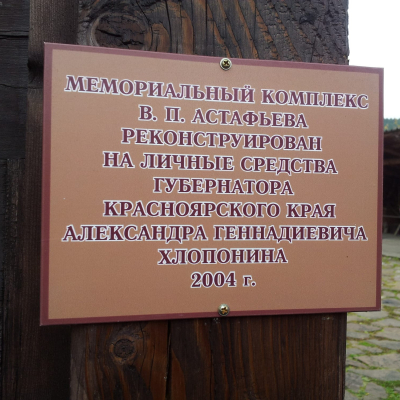 МЕМОРИАЛЬНЫЙ КОМПЛЕКС
В. П. АСТАФЬЕВА
РЕКОНСТРУИРОВАН
НА ЛИЧНЫЕ СРЕДСТВА
ГУБЕРНАТОРА
КРАСНОЯРСКОГО КРАЯ
АЛЕКСАНДРА ГЕННАДИЕВИЧА
ХЛОПОНИНА
2004 г.